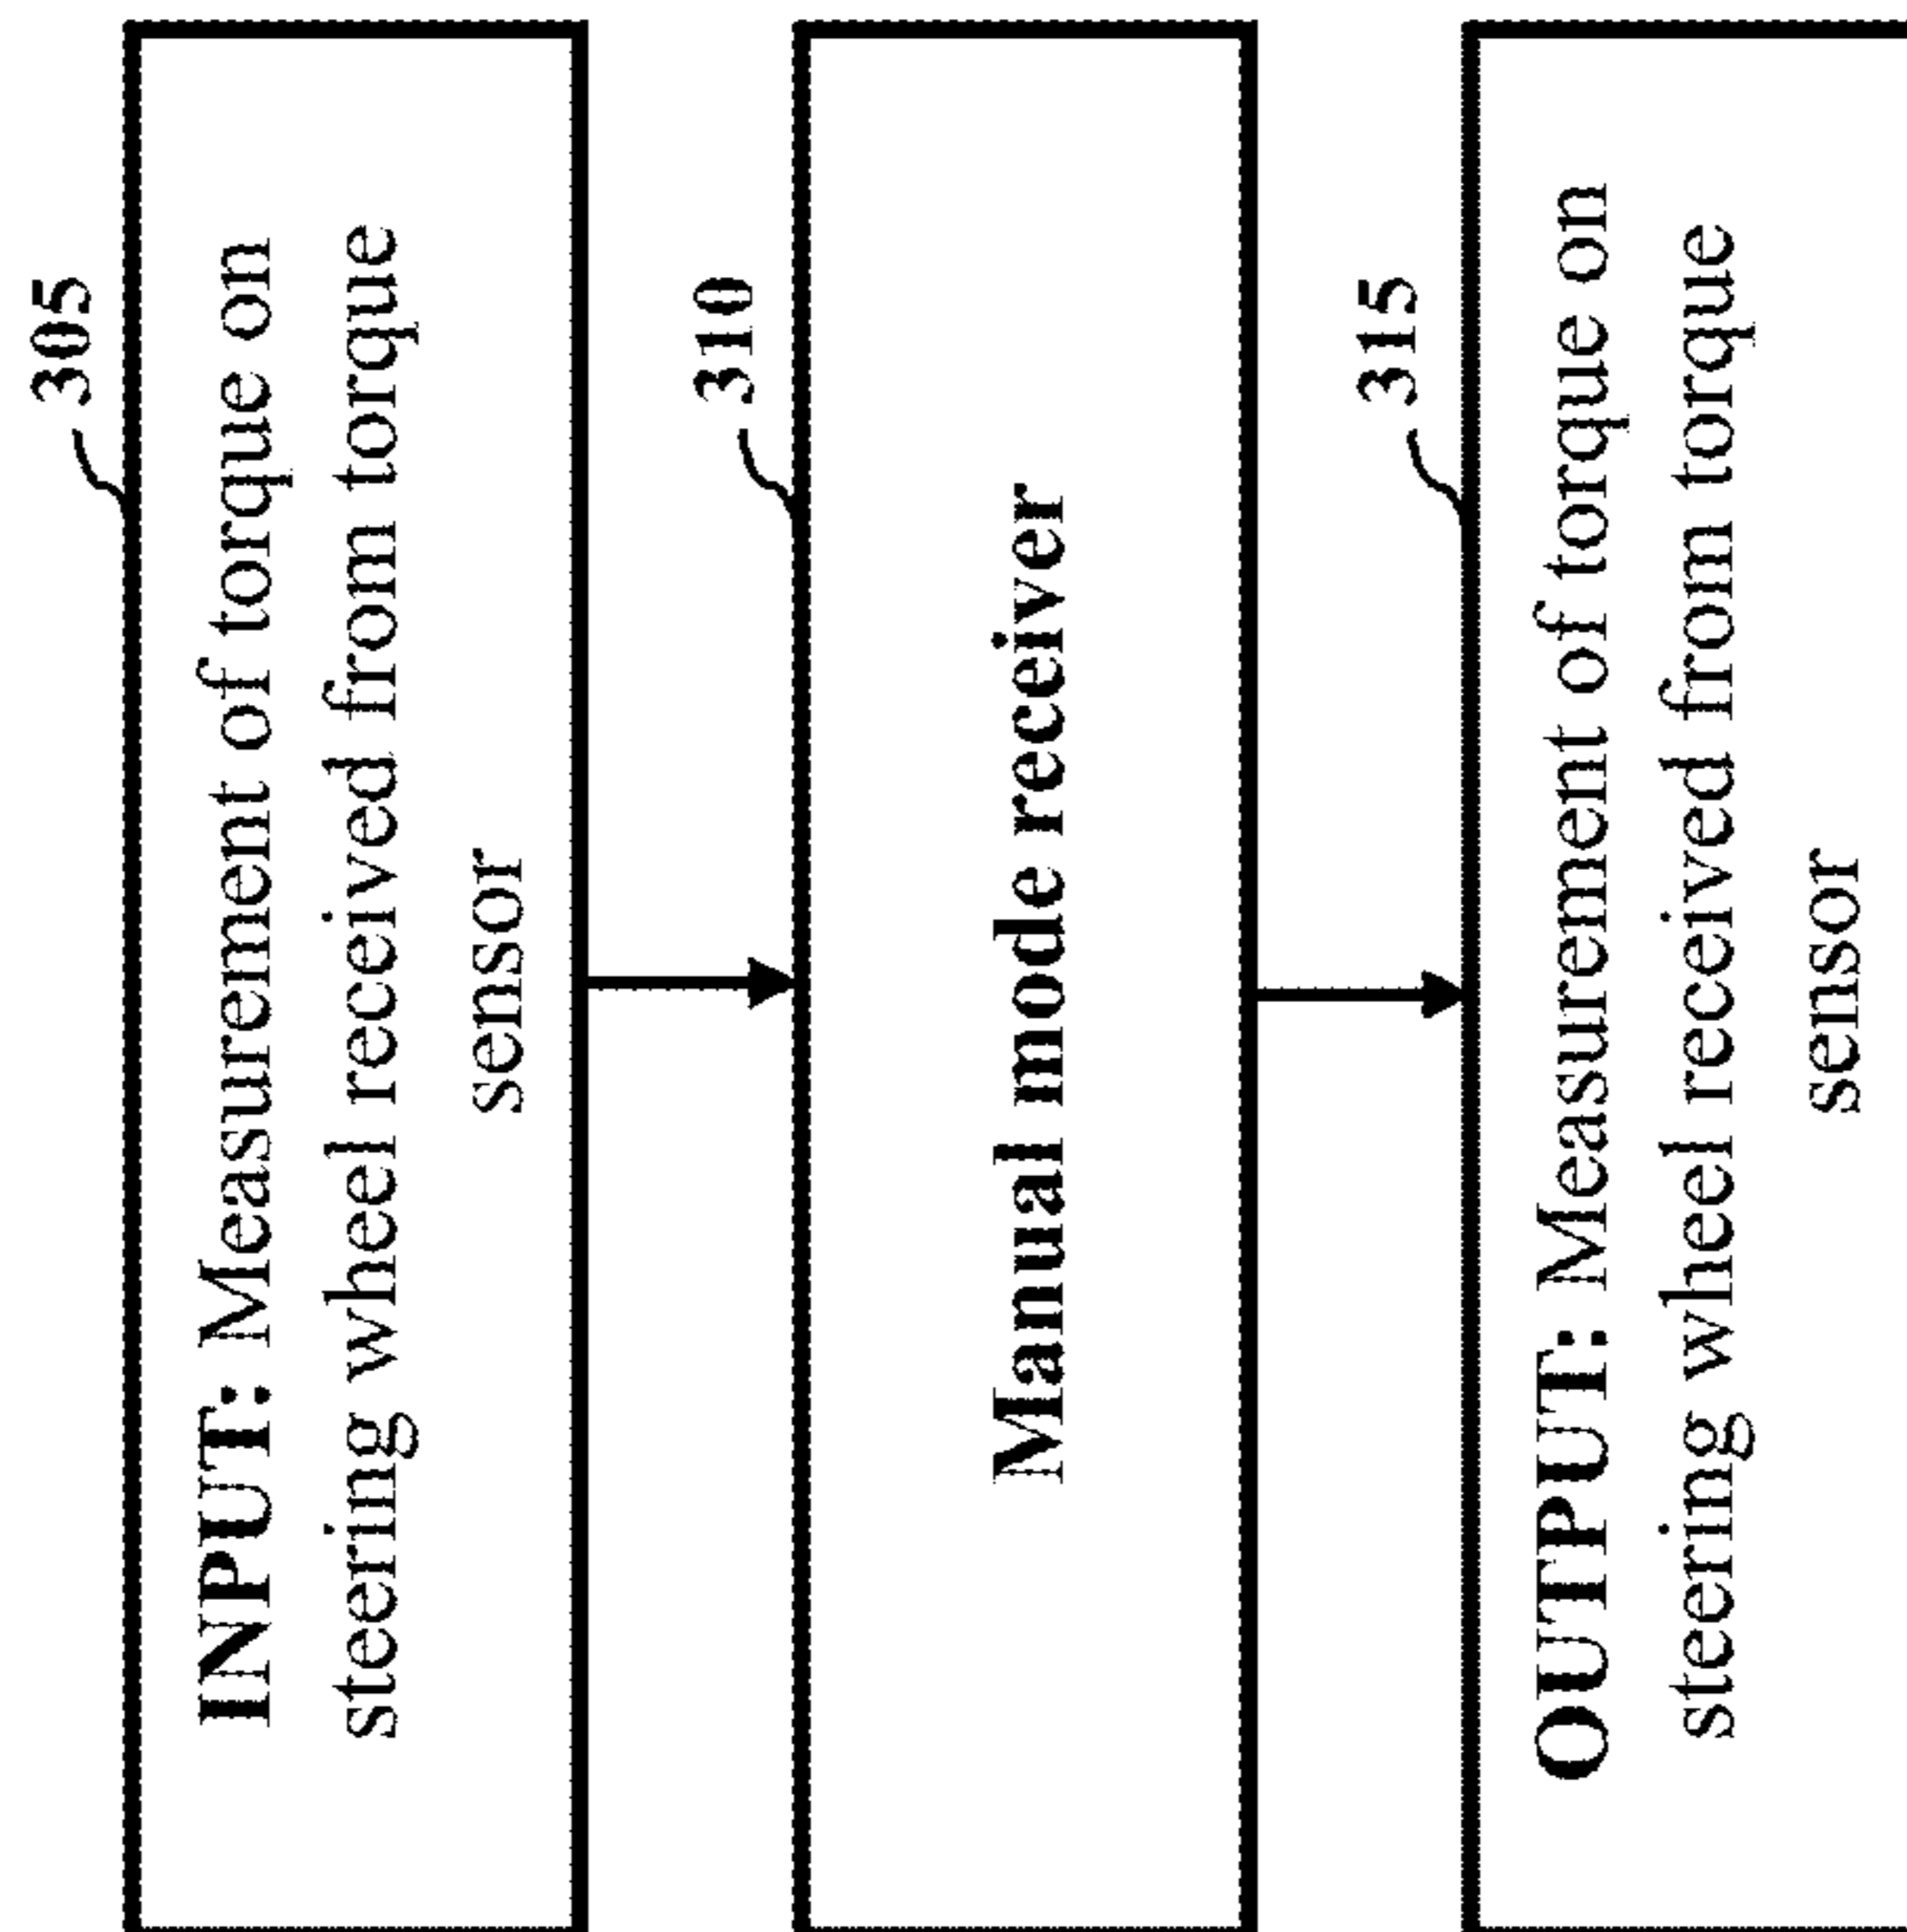 305
INPUT: Measurement of torque on
steering wheel received from torque
sensor
310
Manual mode receiver
315
OUTPUT: Measurement of torque on
steering wheel received from torque
sensor